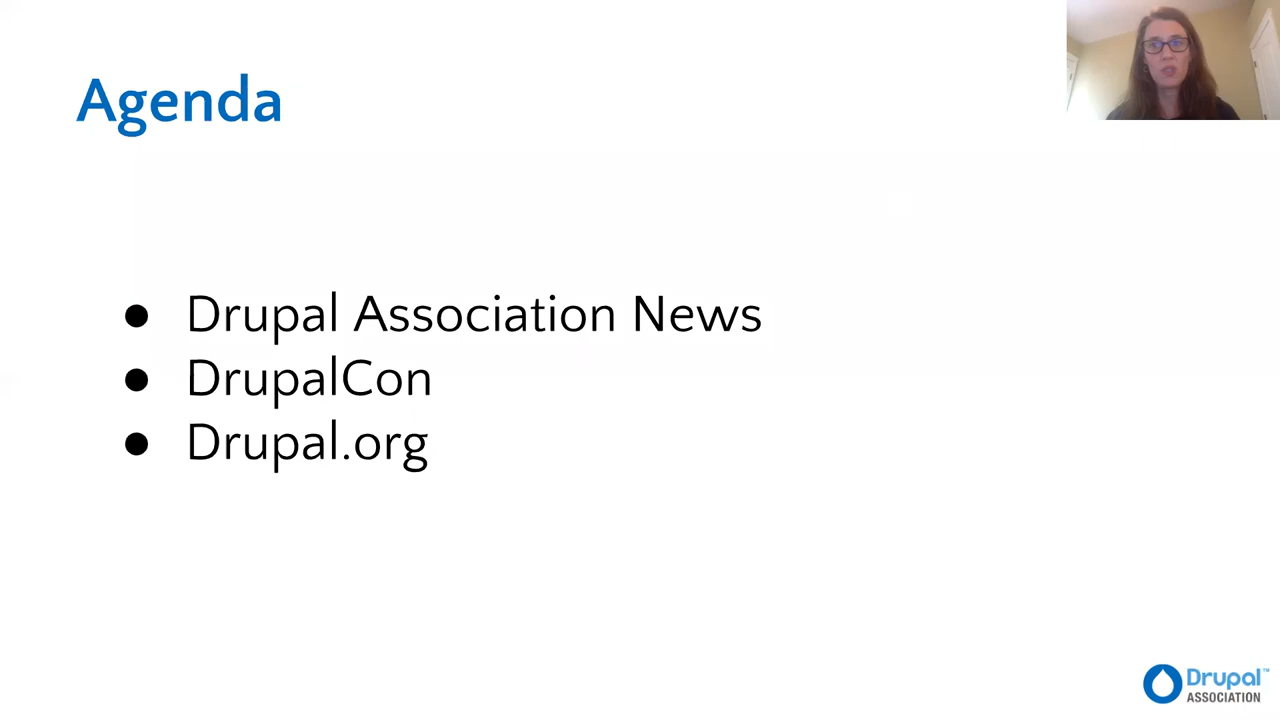 Agenda
● Drupal Association News
● DrupalCon
● Drupal.org
Drupal™
ASSOCIATION